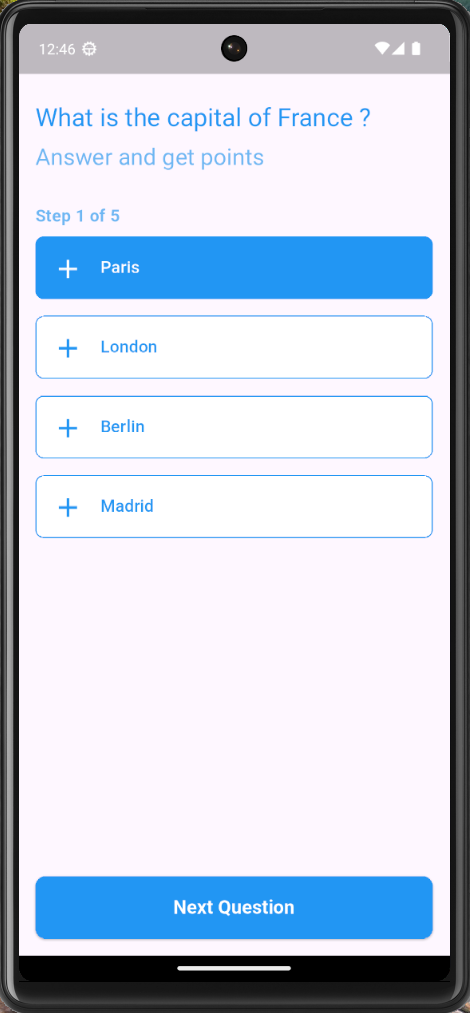 12:46
What is the capital of France ?
Answer and get points
Step 1 of 5
Paris
London
Berlin
Madrid
Next Question